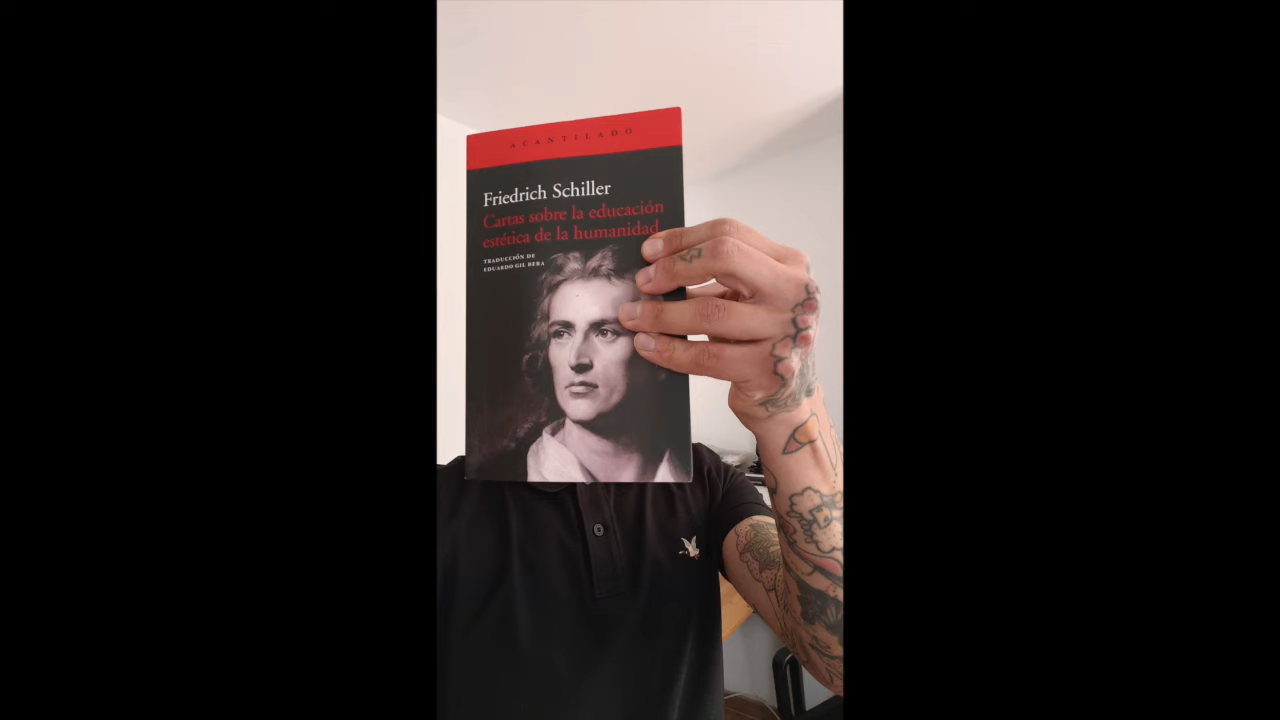 ACANTILADO
Friedrich Schiller
Cartas sobre la educación
estética de la humanidad
TRADUCCIÓN DE
EDUARDO GIL BERA